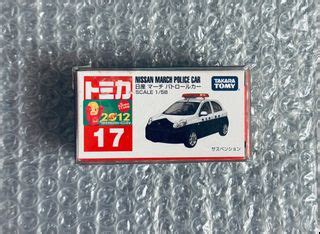 トミカ
2012
17
NISSAN MARCH POLICE CAR
日産 マーチ パトロールカー
SCALE 1/58
TAKARA
TOMY
サスペンション